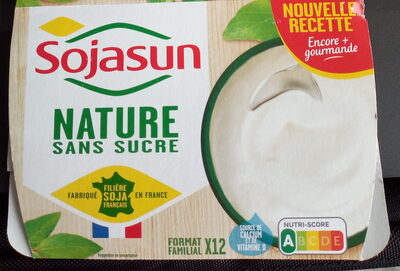 Sojasun
NOUVELLE
RECETTE
Encore +
gourmande
NATURE
SANS SUCRE
FABRIQUÉ
FILIÈRE
SOJA
FRANÇAIS
EN FRANCE
FORMAT
FAMILIAL X12
SOURCE DE
CALCIUM
ET DE
VITAMINE D
NUTRI-SCORE
A B C D E